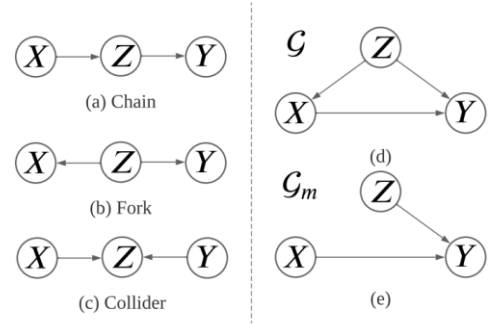 X Z Y
(a) Chain
X Z Y
(b) Fork
X Z Y
(c) Collider
𝒢 Z
X Y
(d)
𝒢ₘ Z
X Y
(e)